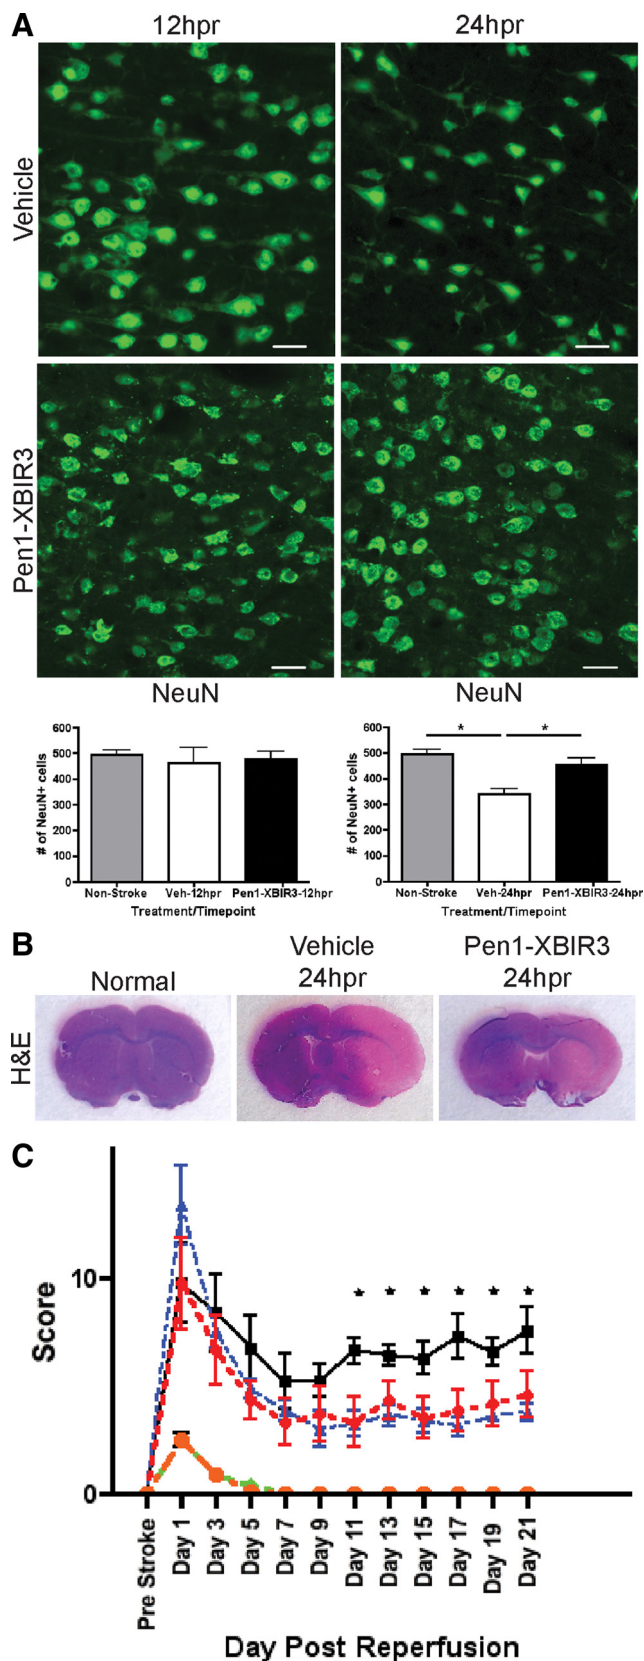 A
12hpr
24hpr
Vehicle
Pen1-XBIR3
NeuN
NeuN
# of NeuN+ cells
600
500
400
300
200
100
0
Non-Stroke
Veh-12hpr
Pen1-XBIR3-12hpr
Treatment/Timepoint
# of NeuN+ cells
600
500
400
300
200
100
0
*
*
Non-Stroke
Veh-24hpr
Pen1-XBIR3-24hpr
Treatment/Timepoint
B
Normal
Vehicle
24hpr
Pen1-XBIR3
24hpr
H&E
C
Score
10
0
* * * * * *
Pre Stroke
Day 1
Day 3
Day 5
Day 7
Day 9
Day 11
Day 13
Day 15
Day 17
Day 19
Day 21
Day Post Reperfusion